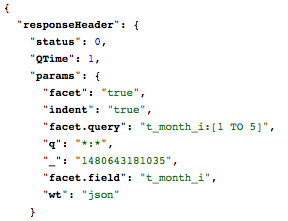 {
"responseHeader": {
"status": 0,
"QTime": 1,
"params": {
"facet": "true",
"indent": "true",
"facet.query": "t_month_i:[1 TO 5]",
"q": "*:*",
"_": "1480643181035",
"facet.field": "t_month_i",
"wt": "json"
}